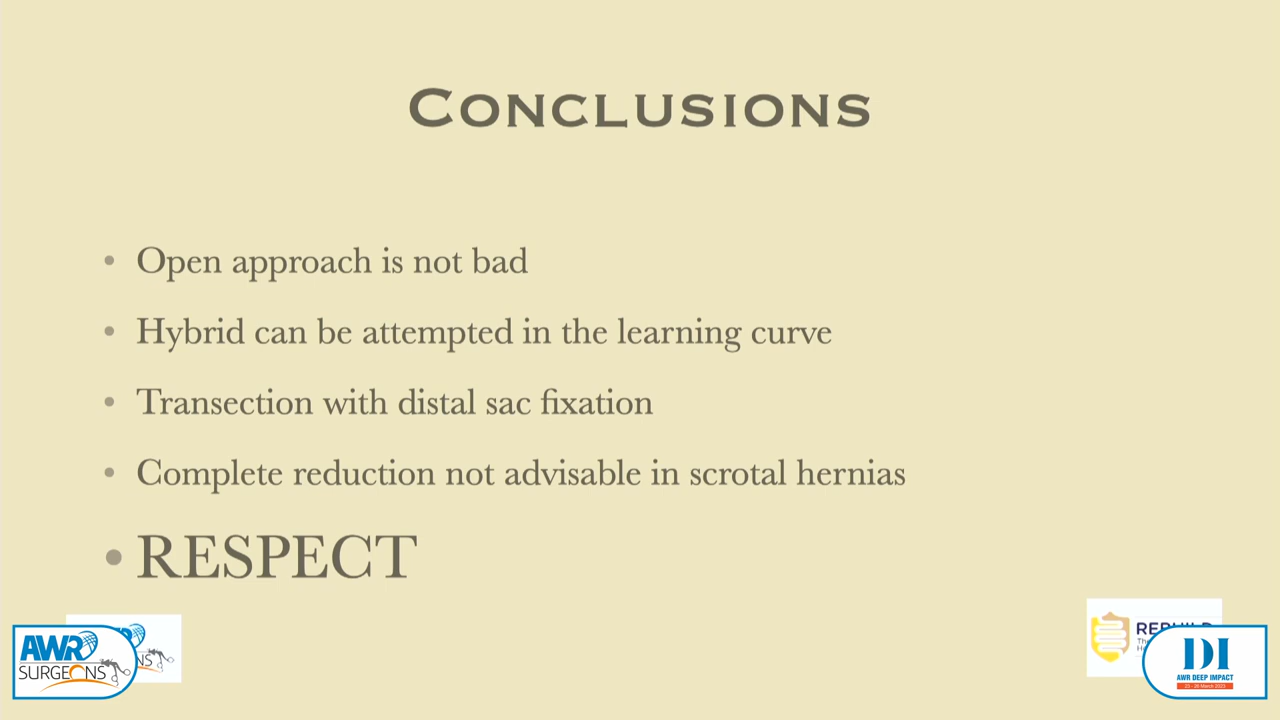 CONCLUSIONS
Open approach is not bad
Hybrid can be attempted in the learning curve
Transection with distal sac fixation
Complete reduction not advisable in scrotal hernias
RESPECT
AWR
SURGEONS
DI
AWR DEEP IMPACT